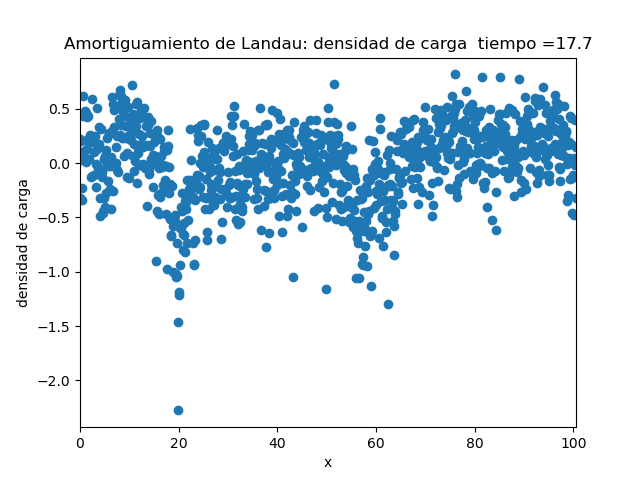 Amortiguamiento de Landau: densidad de carga  tiempo =17.7
densidad de carga
0.5
0.0
−0.5
−1.0
−1.5
−2.0
0 20 40 60 80 100
x